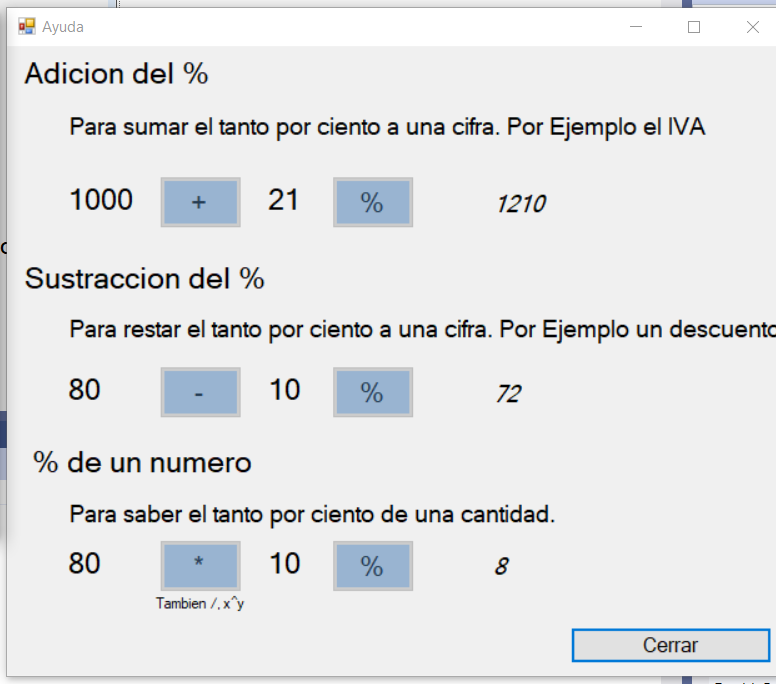 Ayuda
Adicion del %
Para sumar el tanto por ciento a una cifra. Por Ejemplo el IVA
1000 + 21 % 1210
Sustraccion del %
Para restar el tanto por ciento a una cifra. Por Ejemplo un descuento
80 - 10 % 72
% de un numero
Para saber el tanto por ciento de una cantidad.
80 * 10 % 8
Tambien /, x^y
Cerrar